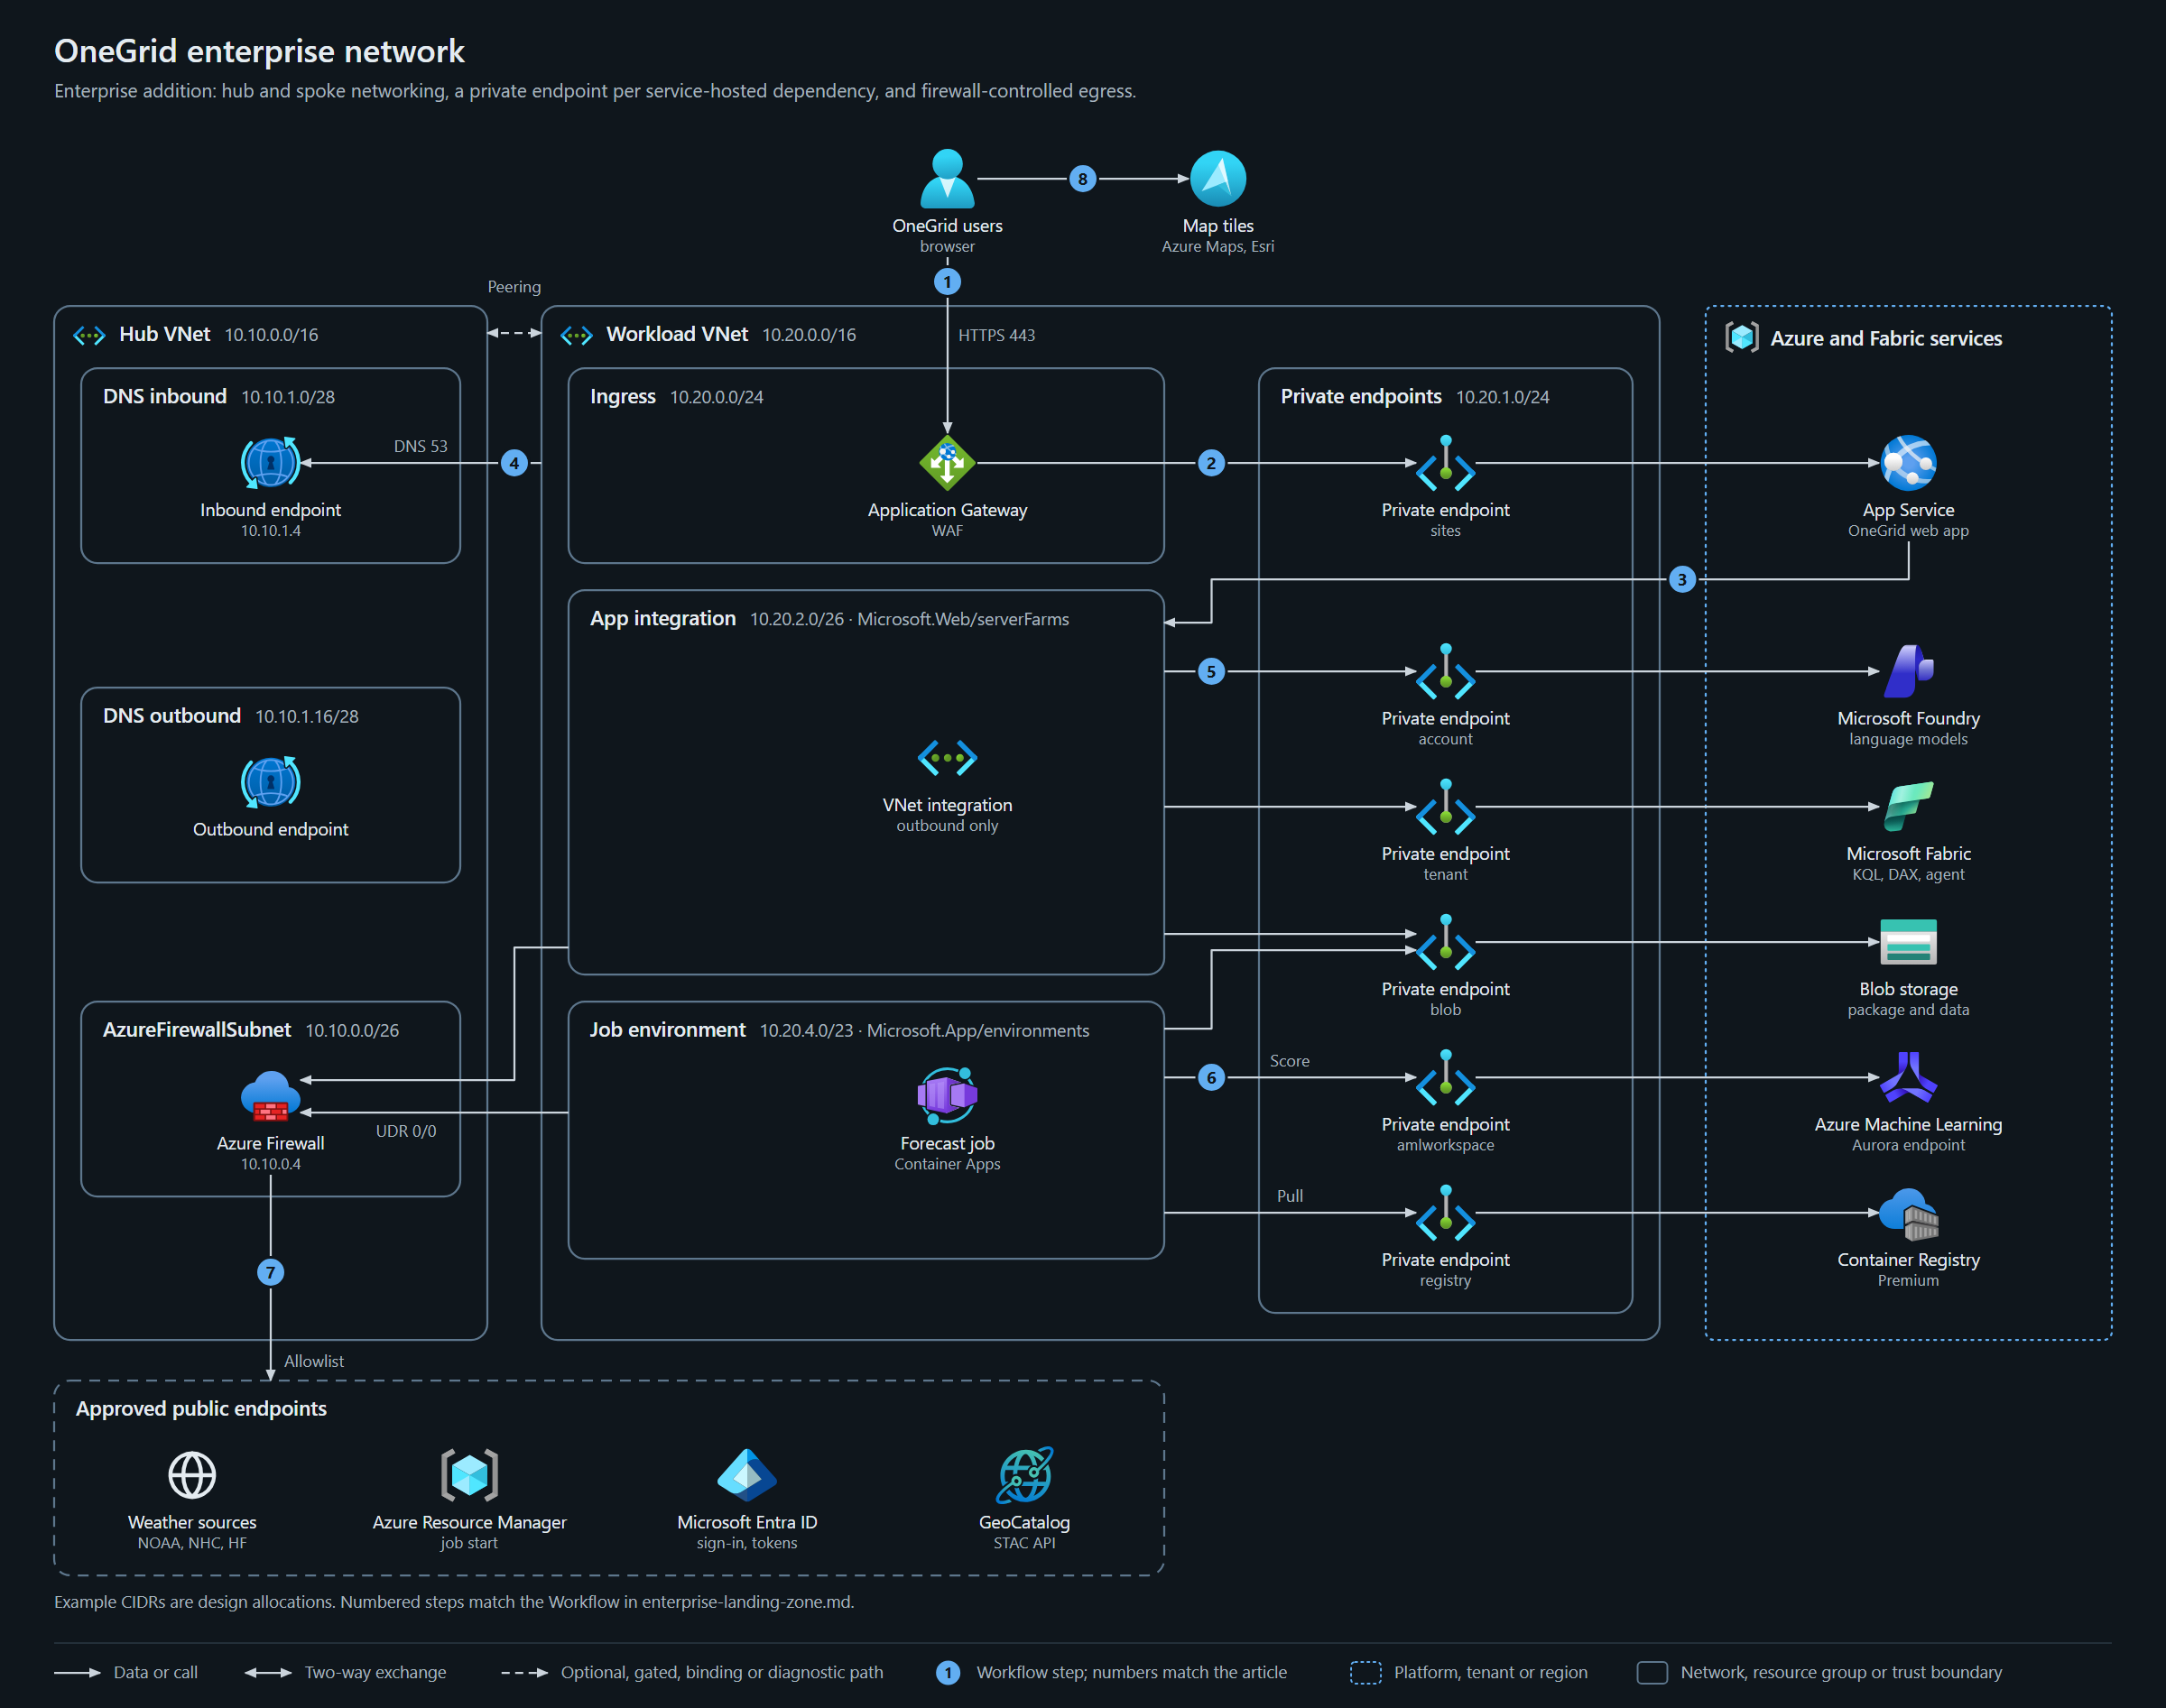 OneGrid enterprise network
Enterprise addition: hub and spoke networking, a private endpoint per service-hosted dependency, and firewall-controlled egress.
8
OneGrid users
browser
Map tiles
Azure Maps, Esri
1
Peering
HTTPS 443
Hub VNet 10.10.0.0/16
DNS inbound 10.10.1.0/28
DNS 53
4
Inbound endpoint
10.10.1.4
DNS outbound 10.10.1.16/28
Outbound endpoint
AzureFirewallSubnet 10.10.0.0/26
Azure Firewall
10.10.0.4
UDR 0/0
7
Allowlist
Workload VNet 10.20.0.0/16
Ingress 10.20.0.0/24
Application Gateway
WAF
2
App integration 10.20.2.0/26 · Microsoft.Web/serverFarms
VNet integration
outbound only
3
5
Job environment 10.20.4.0/23 · Microsoft.App/environments
Forecast job
Container Apps
6
Score
Pull
Private endpoints 10.20.1.0/24
Private endpoint
sites
Private endpoint
account
Private endpoint
tenant
Private endpoint
blob
Private endpoint
amlworkspace
Private endpoint
registry
Azure and Fabric services
App Service
OneGrid web app
Microsoft Foundry
language models
Microsoft Fabric
KQL, DAX, agent
Blob storage
package and data
Azure Machine Learning
Aurora endpoint
Container Registry
Premium
Approved public endpoints
Weather sources
NOAA, NHC, HF
Azure Resource Manager
job start
Microsoft Entra ID
sign-in, tokens
GeoCatalog
STAC API
Example CIDRs are design allocations. Numbered steps match the Workflow in enterprise-landing-zone.md.
Data or call
Two-way exchange
Optional, gated, binding or diagnostic path
1 Workflow step; numbers match the article
Platform, tenant or region
Network, resource group or trust boundary